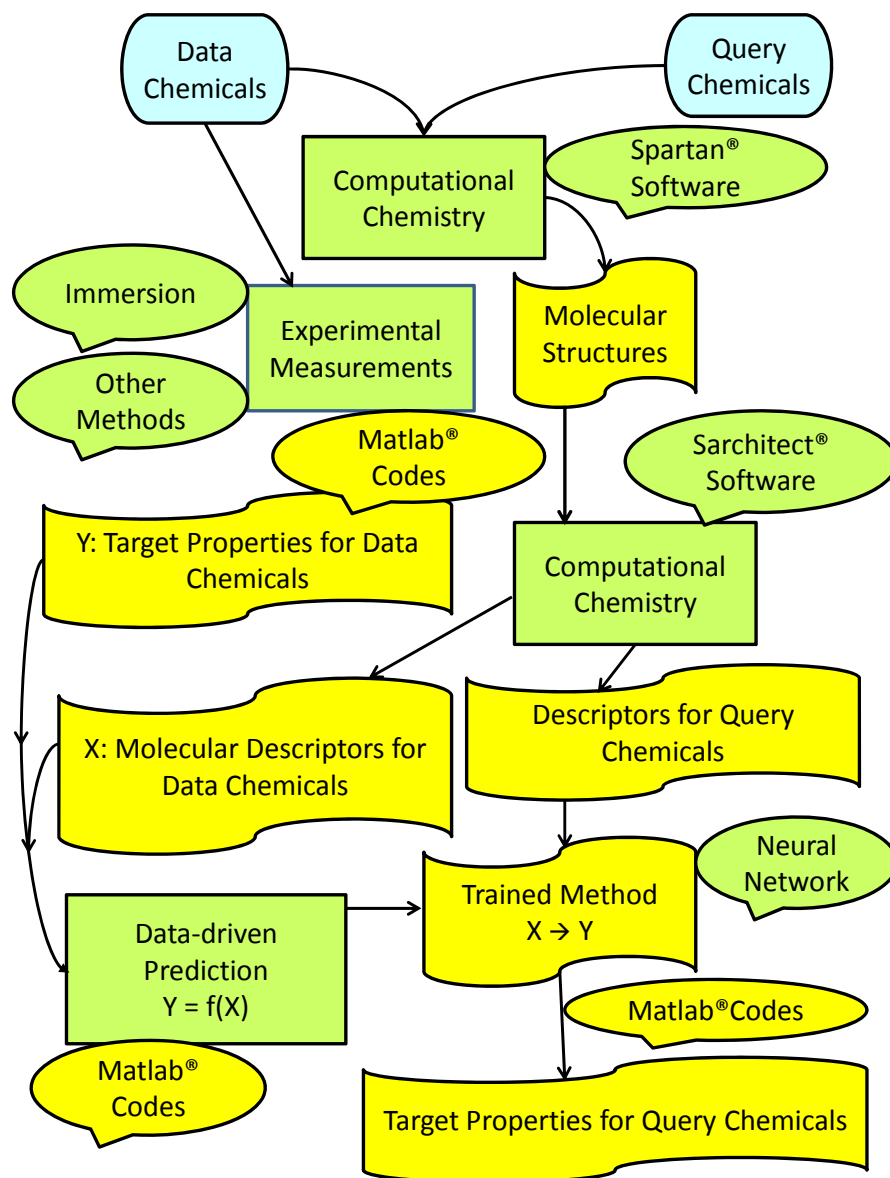 Data
Chemicals
Query
Chemicals
Computational
Chemistry
Spartan®
Software
Immersion
Experimental
Measurements
Molecular
Structures
Other
Methods
Matlab®
Codes
Sarchitect®
Software
Y: Target Properties for Data
Chemicals
Computational
Chemistry
X: Molecular Descriptors for
Data Chemicals
Descriptors for Query
Chemicals
Neural
Network
Trained Method
X → Y
Data-driven
Prediction
Y = f(X)
Matlab®Codes
Matlab®
Codes
Target Properties for Query Chemicals